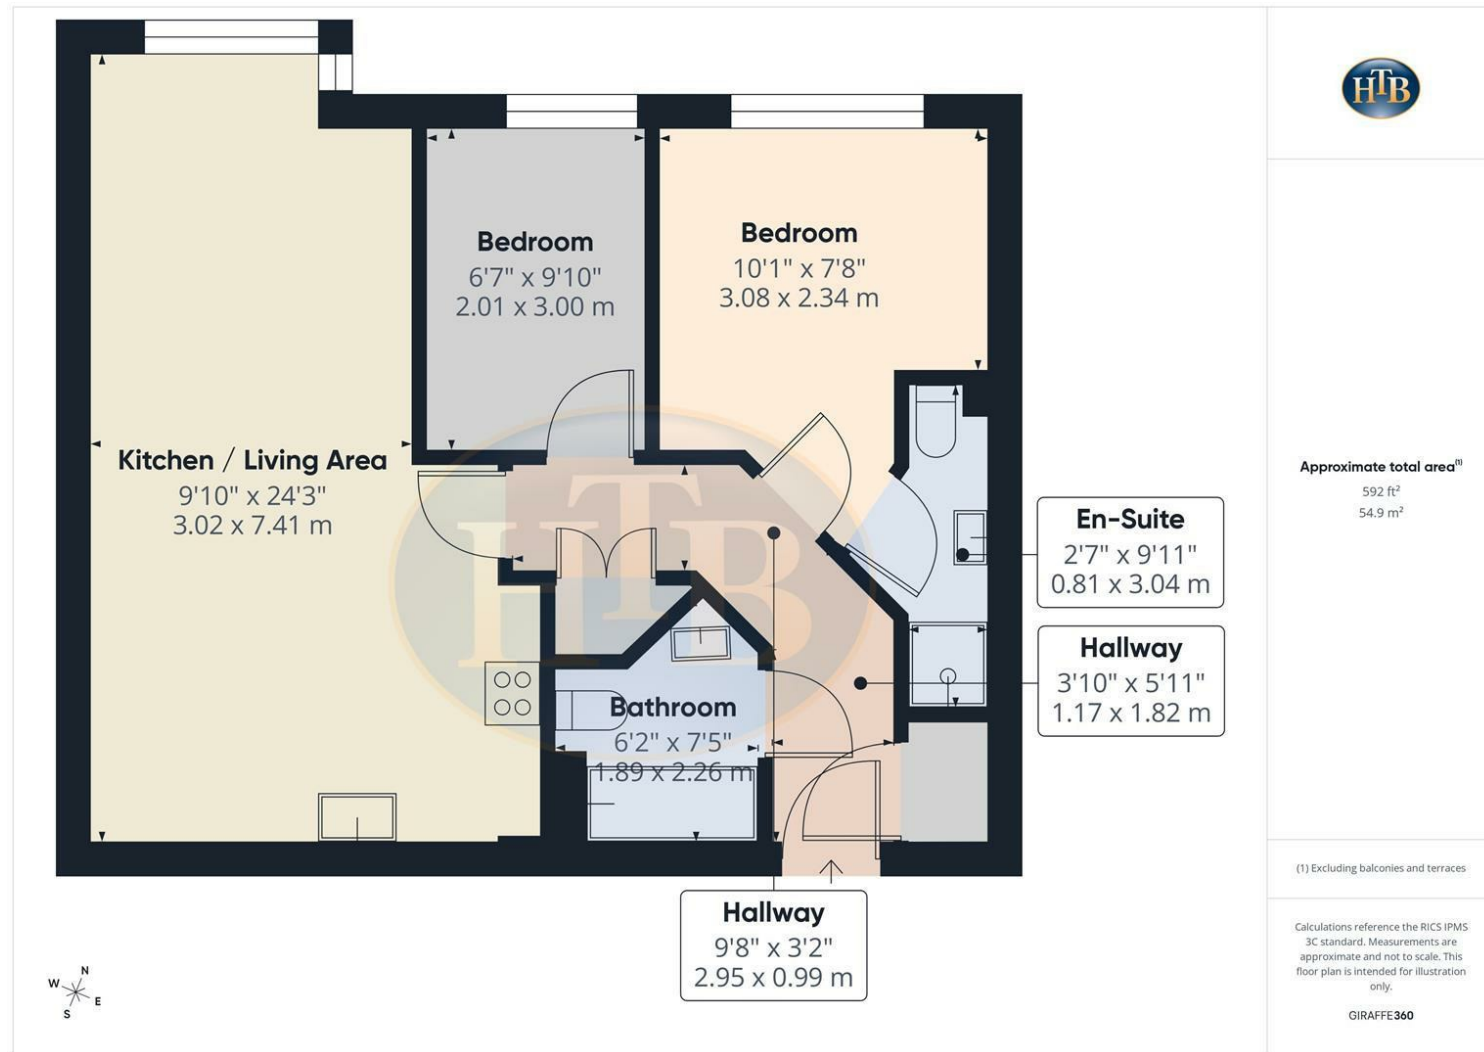 HTB
Bedroom
6'7" x 9'10"
2.01 x 3.00 m
Bedroom
10'1" x 7'8"
3.08 x 2.34 m
Kitchen / Living Area
9'10" x 24'3"
3.02 x 7.41 m
HTB
En-Suite
2'7" x 9'11"
0.81 x 3.04 m
Hallway
3'10" x 5'11"
1.17 x 1.82 m
Bathroom
6'2" x 7'5"
1.89 x 2.26 m
Hallway
9'8" x 3'2"
2.95 x 0.99 m
N
W
E
S
Approximate total area(1)
592 ft²
54.9 m²
(1) Excluding balconies and terraces
Calculations reference the RICS IPMS
3C standard. Measurements are
approximate and not to scale. This
floor plan is intended for illustration
only.
GIRAFFE360